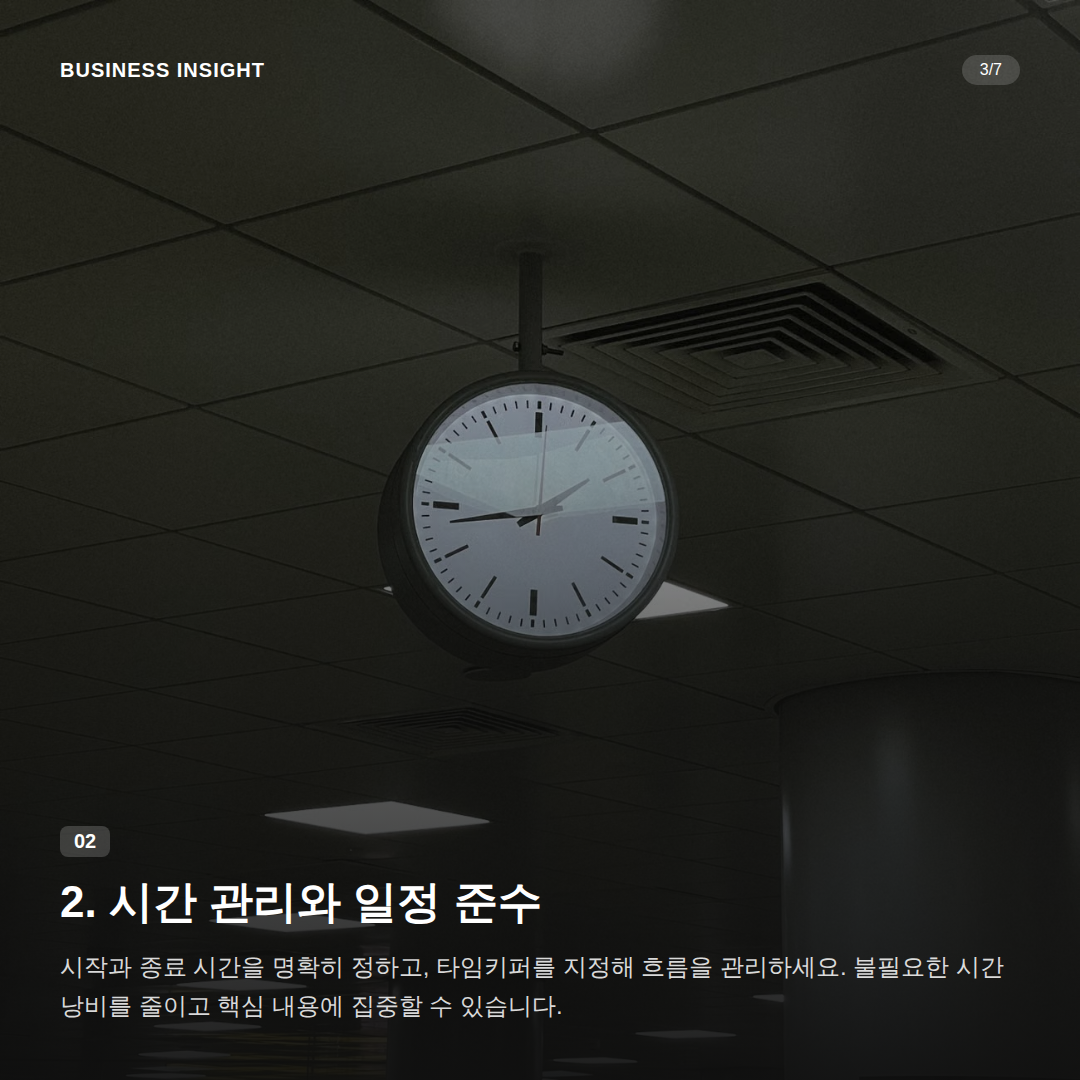 BUSINESS INSIGHT
3/7
02
2. 시간 관리와 일정 준수
시작과 종료 시간을 명확히 정하고, 타임키퍼를 지정해 흐름을 관리하세요. 불필요한 시간
낭비를 줄이고 핵심 내용에 집중할 수 있습니다.